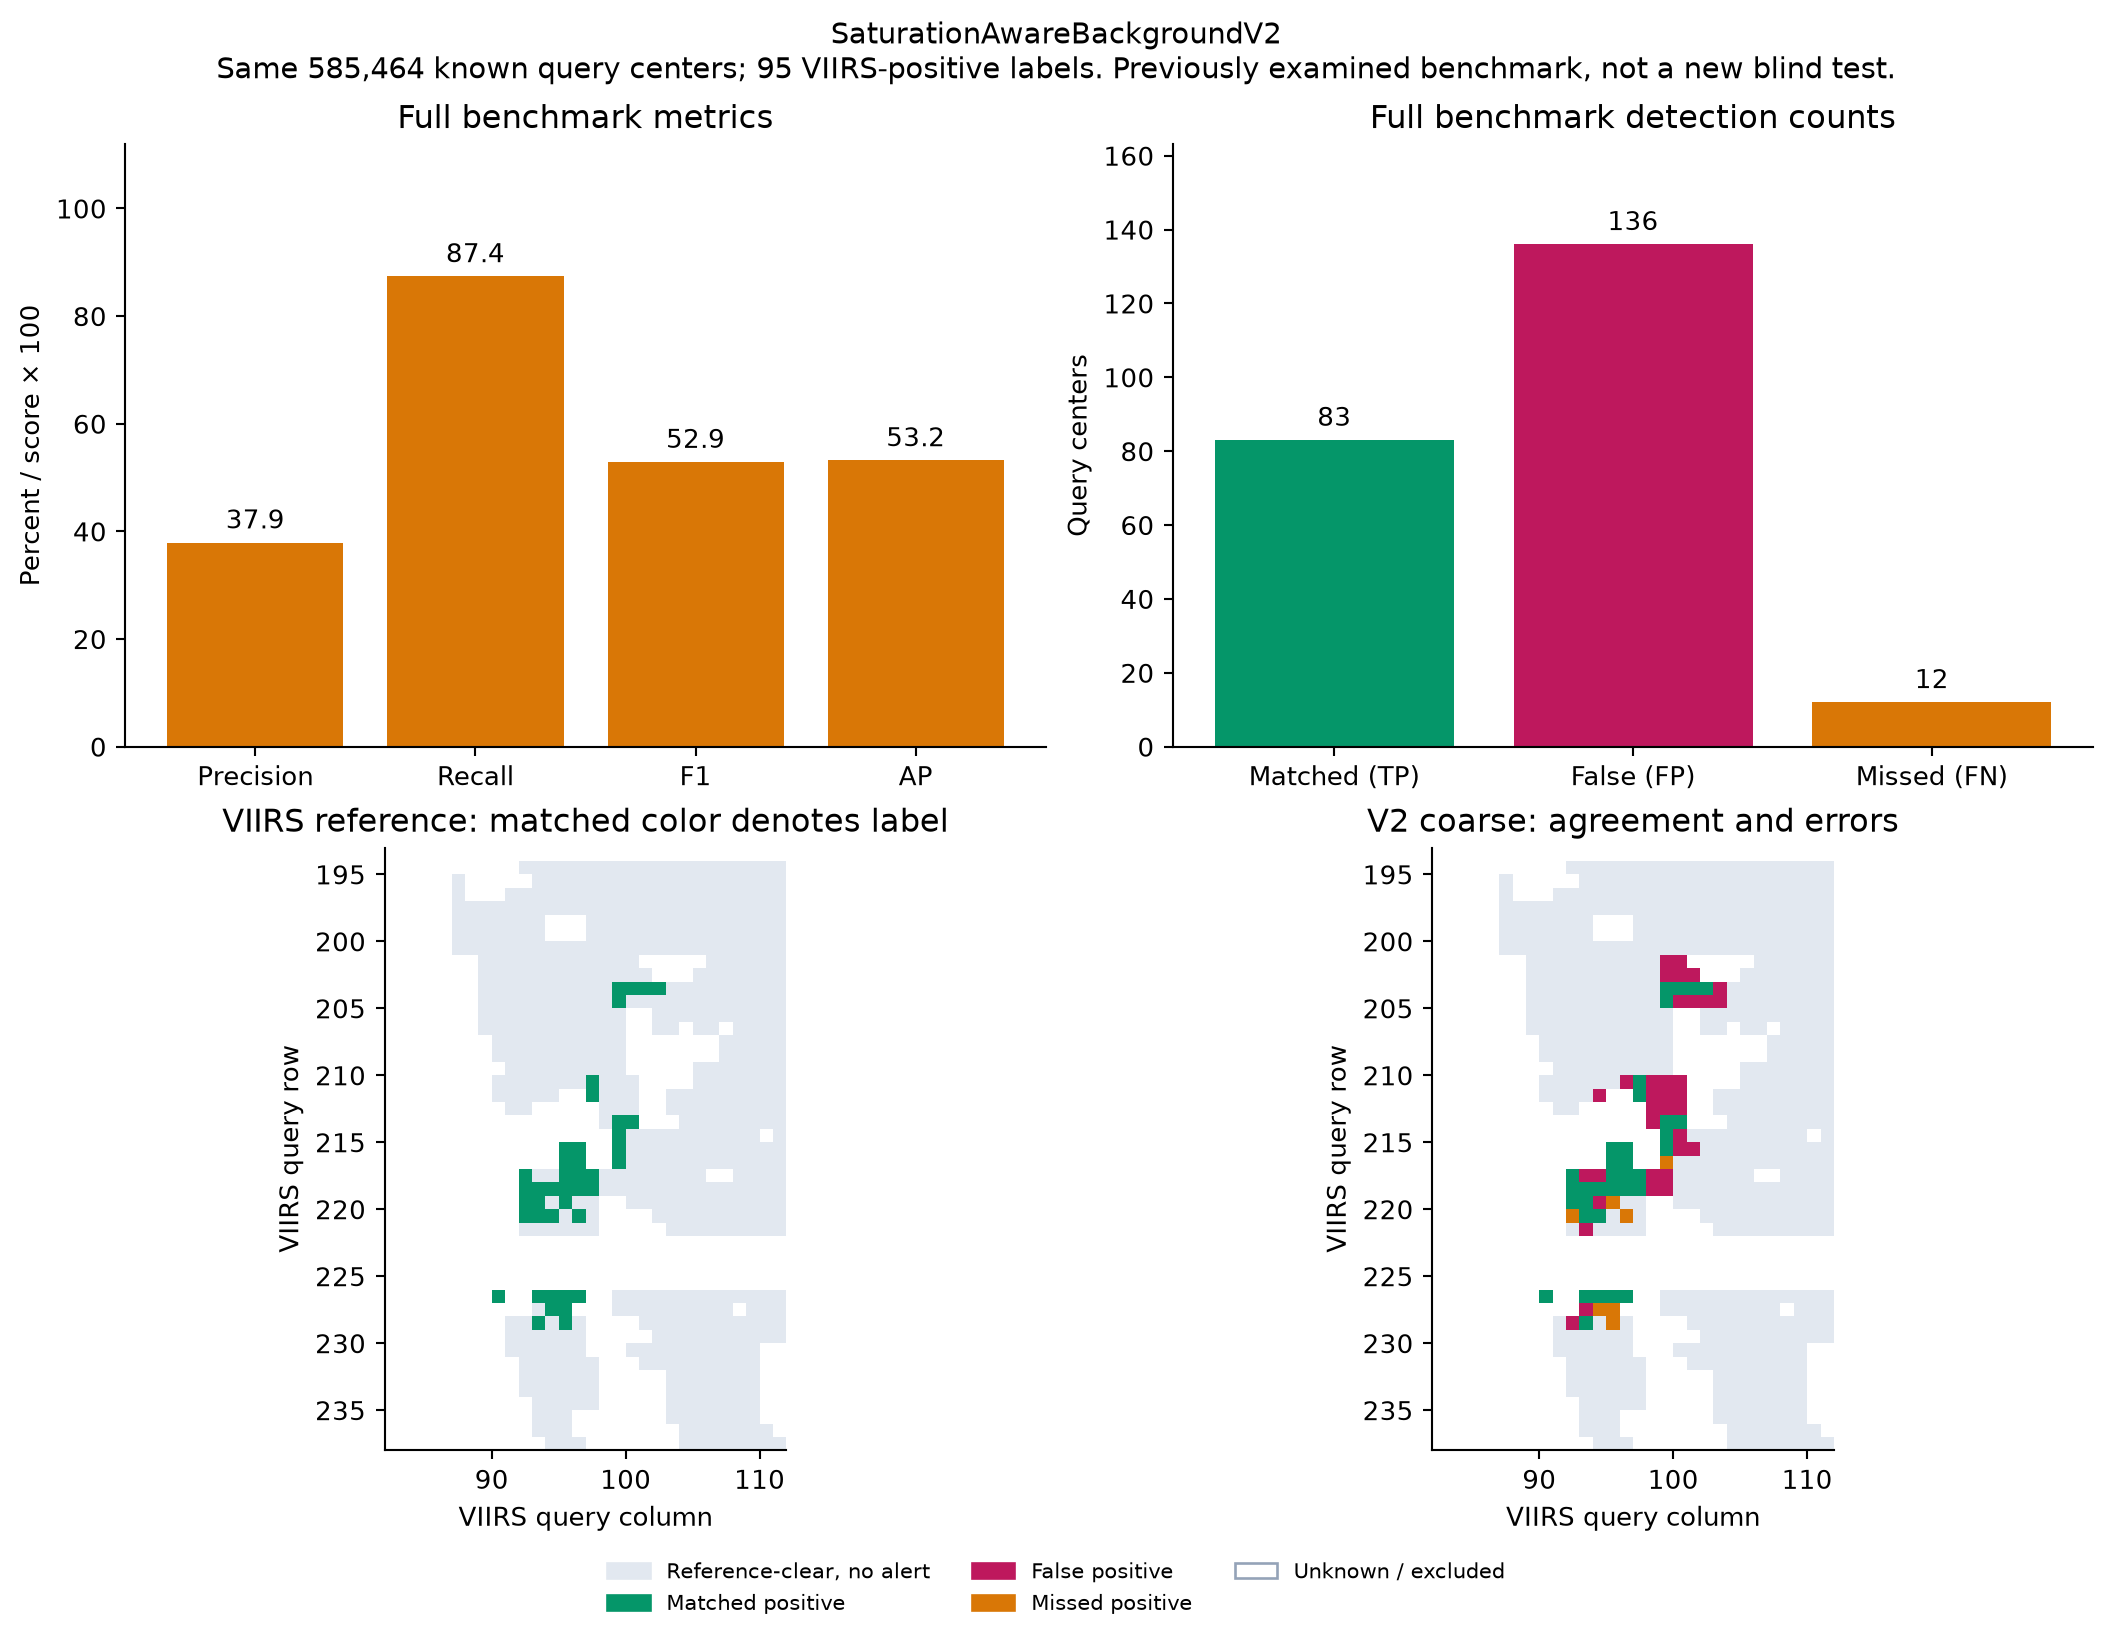 SaturationAwareBackgroundV2
Same 585,464 known query centers; 95 VIIRS-positive labels. Previously examined benchmark, not a new blind test.
Full benchmark metrics
Percent / score × 100
100
80
60
40
20
0
37.9
87.4
52.9
53.2
Precision
Recall
F1
AP
Full benchmark detection counts
Query centers
160
140
120
100
80
60
40
20
0
83
136
12
Matched (TP)
False (FP)
Missed (FN)
VIIRS reference: matched color denotes label
VIIRS query row
195
200
205
210
215
220
225
230
235
90
100
110
VIIRS query column
V2 coarse: agreement and errors
VIIRS query row
195
200
205
210
215
220
225
230
235
90
100
110
VIIRS query column
Reference-clear, no alert
Matched positive
False positive
Missed positive
Unknown / excluded